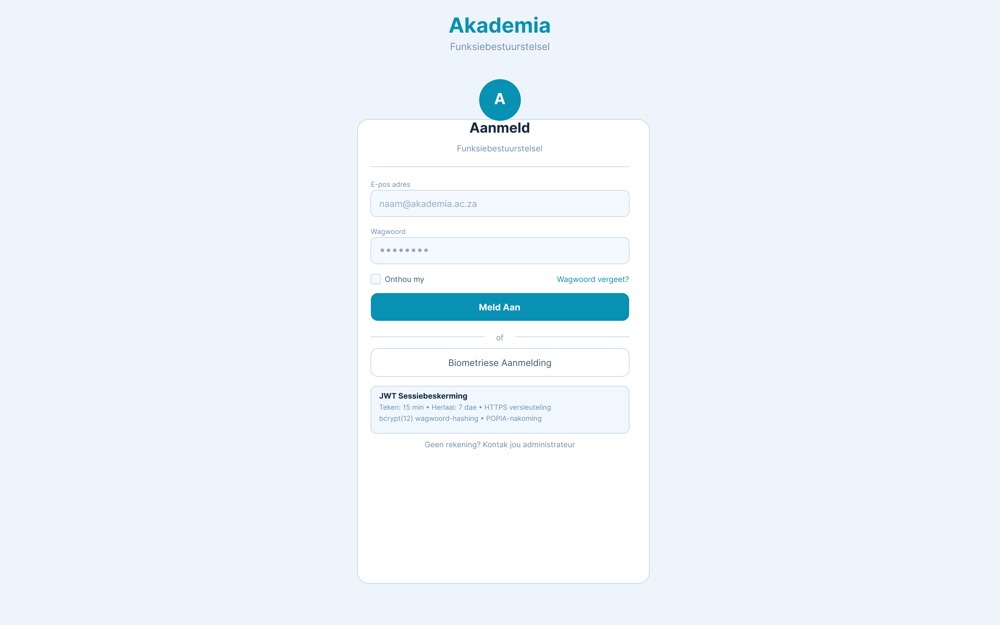 Akademia
Funksiebestuurstelsel
A
Aanmeld
Funksiebestuurstelsel
E-pos adres
naam@akademia.ac.za
Wagwoord
••••••••
Onthou my
Wagwoord vergeet?
Meld Aan
of
Biometriese Aanmelding
JWT Sessiebeskerming
Teken: 15 min • Herlaai: 7 dae • HTTPS versleuteling
bcrypt(12) wagwoord-hashing • POPIA-nakoming
Geen rekening? Kontak jou administrateur